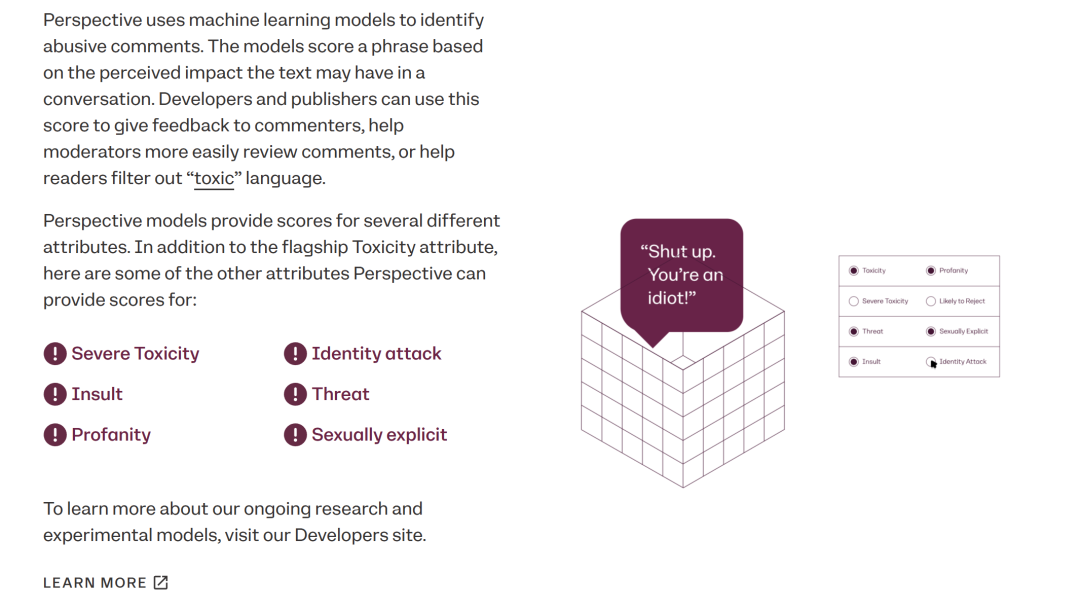 Perspective uses machine learning models to identify
abusive comments. The models score a phrase based
on the perceived impact the text may have in a
conversation. Developers and publishers can use this
score to give feedback to commenters, help
moderators more easily review comments, or help
readers filter out “toxic” language.
Perspective models provide scores for several different
attributes. In addition to the flagship Toxicity attribute,
here are some of the other attributes Perspective can
provide scores for:
Severe Toxicity
Identity attack
Insult
Threat
Profanity
Sexually explicit
To learn more about our ongoing research and
experimental models, visit our Developers site.
LEARN MORE
“Shut up.
You’re an
idiot!”
Toxicity
Profanity
Severe Toxicity
Likely to Reject
Threat
Sexually Explicit
Insult
Identity Attack